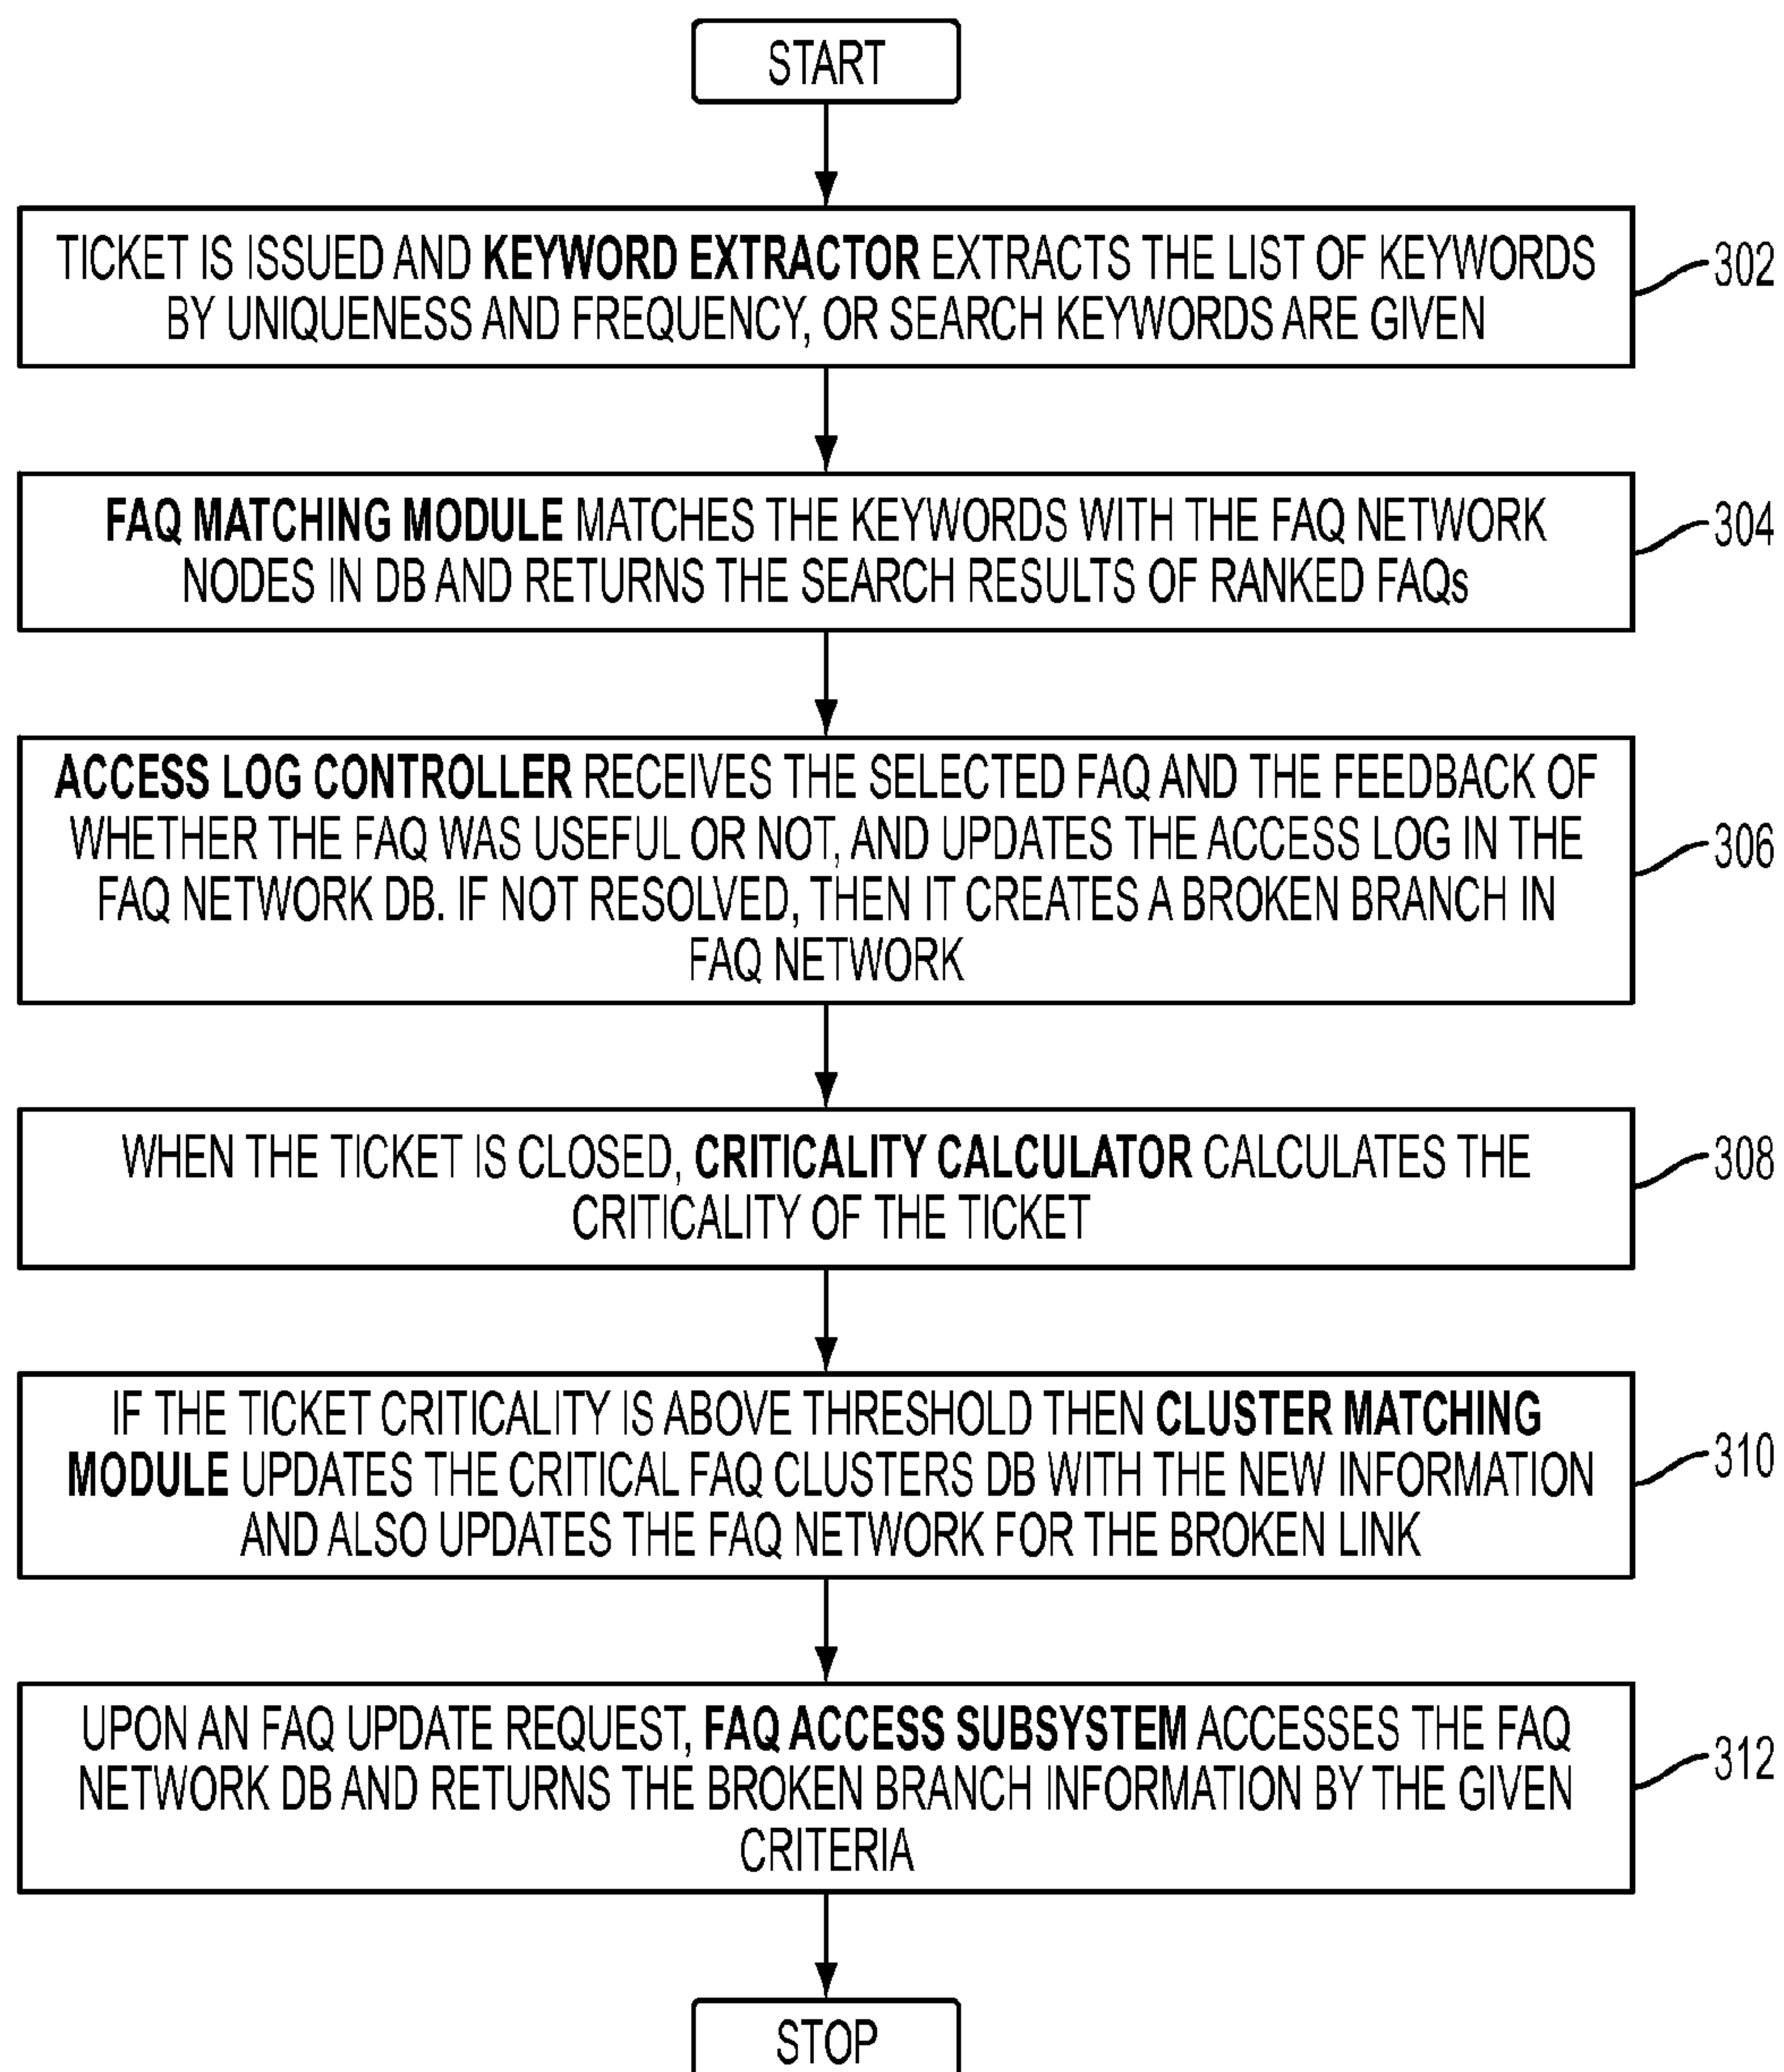 START
TICKET IS ISSUED AND KEYWORD EXTRACTOR EXTRACTS THE LIST OF KEYWORDS
BY UNIQUENESS AND FREQUENCY, OR SEARCH KEYWORDS ARE GIVEN
302
FAQ MATCHING MODULE MATCHES THE KEYWORDS WITH THE FAQ NETWORK
NODES IN DB AND RETURNS THE SEARCH RESULTS OF RANKED FAQs
304
ACCESS LOG CONTROLLER RECEIVES THE SELECTED FAQ AND THE FEEDBACK OF
WHETHER THE FAQ WAS USEFUL OR NOT, AND UPDATES THE ACCESS LOG IN THE
FAQ NETWORK DB. IF NOT RESOLVED, THEN IT CREATES A BROKEN BRANCH IN
FAQ NETWORK
306
WHEN THE TICKET IS CLOSED, CRITICALITY CALCULATOR CALCULATES THE
CRITICALITY OF THE TICKET
308
IF THE TICKET CRITICALITY IS ABOVE THRESHOLD THEN CLUSTER MATCHING
MODULE UPDATES THE CRITICAL FAQ CLUSTERS DB WITH THE NEW INFORMATION
AND ALSO UPDATES THE FAQ NETWORK FOR THE BROKEN LINK
310
UPON AN FAQ UPDATE REQUEST, FAQ ACCESS SUBSYSTEM ACCESSES THE FAQ
NETWORK DB AND RETURNS THE BROKEN BRANCH INFORMATION BY THE GIVEN
CRITERIA
312
STOP